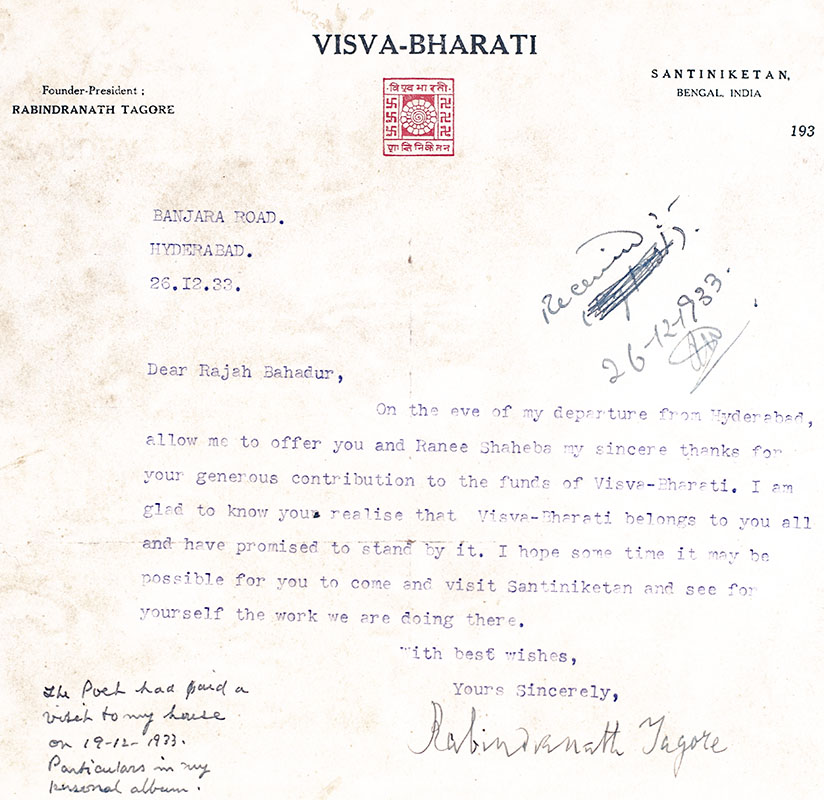 VISVA-BHARATI
Founder-President :
RABINDRANATH TAGORE
SANTINIKETAN,
BENGAL, INDIA
193
विश्वभारती
BANJARA ROAD.
HYDERABAD.
26.I2.33.
Received
26-12-1933.
Dear Rajah Bahadur,
On the eve of my departure from Hyderabad,
allow me to offer you and Ranee Shaheba my sincere thanks for
your generous contribution to the funds of Visva-Bharati. I am
glad to know you realise that Visva-Bharati belongs to you all
and have promised to stand by it. I hope some time it may be
possible for you to come and visit Santiniketan and see for
yourself the work we are doing there.
With best wishes,
Yours Sincerely,
Rabindranath Tagore
The Poet had paid a
visit to my house
on 19-12-1933.
Particulars in my
personal album.